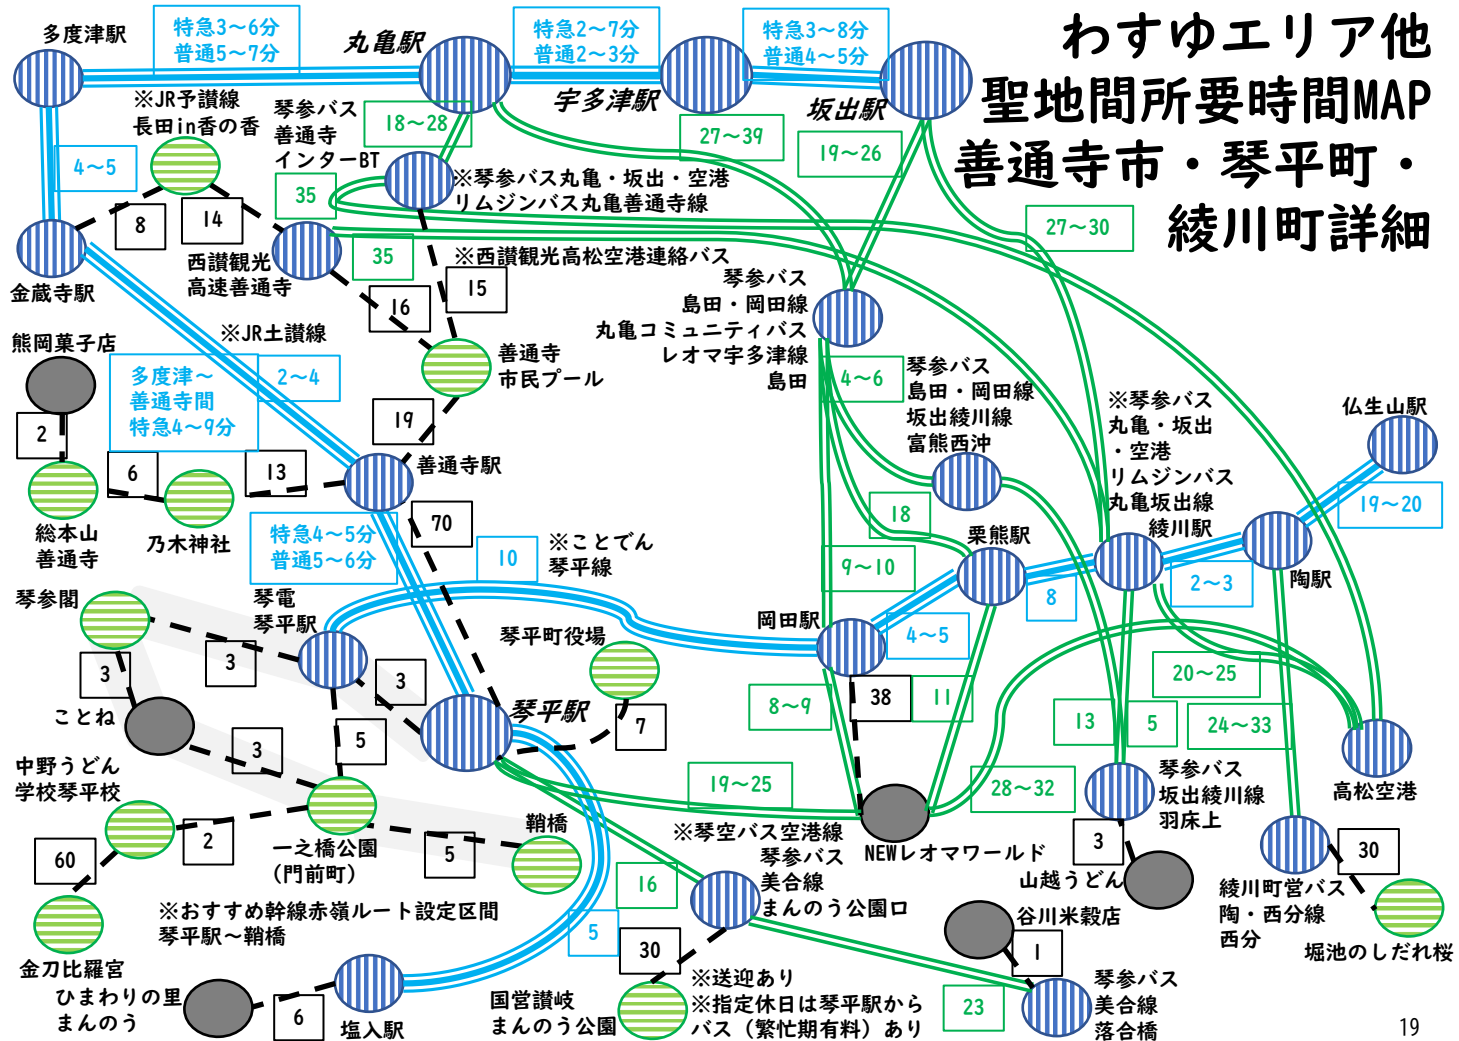 わすゆエリア他
聖地間所要時間MAP
善通寺市・琴平町・
綾川町詳細
多度津駅
特急3～6分
普通5～7分
丸亀駅
特急2～7分
普通2～3分
宇多津駅
特急3～8分
普通4～5分
坂出駅
※JR予讃線
長田in香の香
琴参バス
善通寺
インターBT
18～28
27～39
19～26
4～5
8
14
35
※琴参バス丸亀・坂出・空港
リムジンバス丸亀善通寺線
27～30
金蔵寺駅
西讃観光
高速善通寺
35
※西讃観光高松空港連絡バス
16
15
琴参バス
島田・岡田線
丸亀コミュニティバス
レオマ宇多津線
島田
※JR土讃線
熊岡菓子店
多度津～
善通寺間
特急4～9分
2～4
善通寺
市民プール
4～6
琴参バス
島田・岡田線
坂出綾川線
富熊西沖
※琴参バス
丸亀・坂出
・空港
リムジンバス
丸亀坂出線
綾川駅
仏生山駅
2
19
6
13
善通寺駅
総本山
善通寺
乃木神社
特急4～5分
普通5～6分
70
18
栗熊駅
19～20
10
※ことでん
琴平線
9～10
8
2～3
陶駅
琴参閣
琴電
琴平駅
岡田駅
4～5
琴平町役場
3
3
3
ことね
琴平駅
7
8～9
38
11
13
5
20～25
24～33
3
5
中野うどん
学校琴平校
19～25
28～32
琴参バス
坂出綾川線
羽床上
高松空港
60
2
一之橋公園
(門前町)
5
鞘橋
※琴空バス空港線
琴参バス
美合線
まんのう公園口
NEWレオマワールド
3
山越うどん
30
綾川町営バス
陶・西分線
西分
堀池のしだれ桜
16
谷川米穀店
※おすすめ幹線赤嶺ルート設定区間
琴平駅～鞘橋
5
30
1
金刀比羅宮
ひまわりの里
まんのう
6
塩入駅
国営讃岐
まんのう公園
※送迎あり
※指定休日は琴平駅から
バス（繁忙期有料）あり
23
琴参バス
美合線
落合橋
19